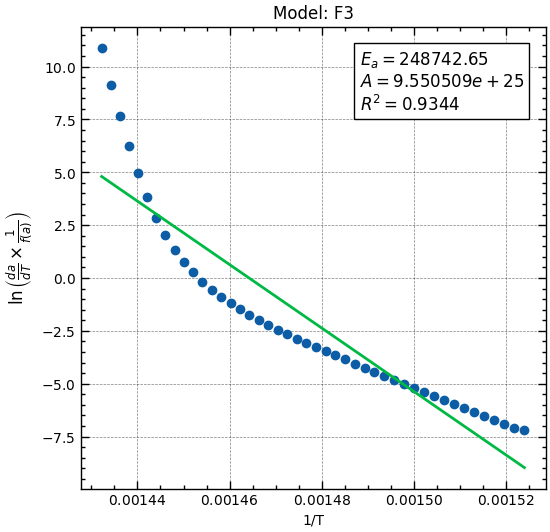 Model: F3
E_a = 248742.65
A = 9.550509e + 25
R^2 = 0.9344
10.0
7.5
5.0
2.5
0.0
−2.5
−5.0
−7.5
ln (da/dT × 1/f(a))
0.00144 0.00146 0.00148 0.00150 0.00152
1/T